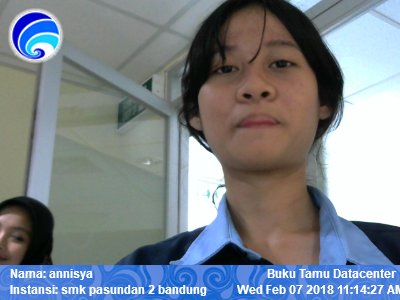 Nama: annisya
Buku Tamu Datacenter
Instansi: smk pasundan 2 bandung
Wed Feb 07 2018 11:14:27 AM